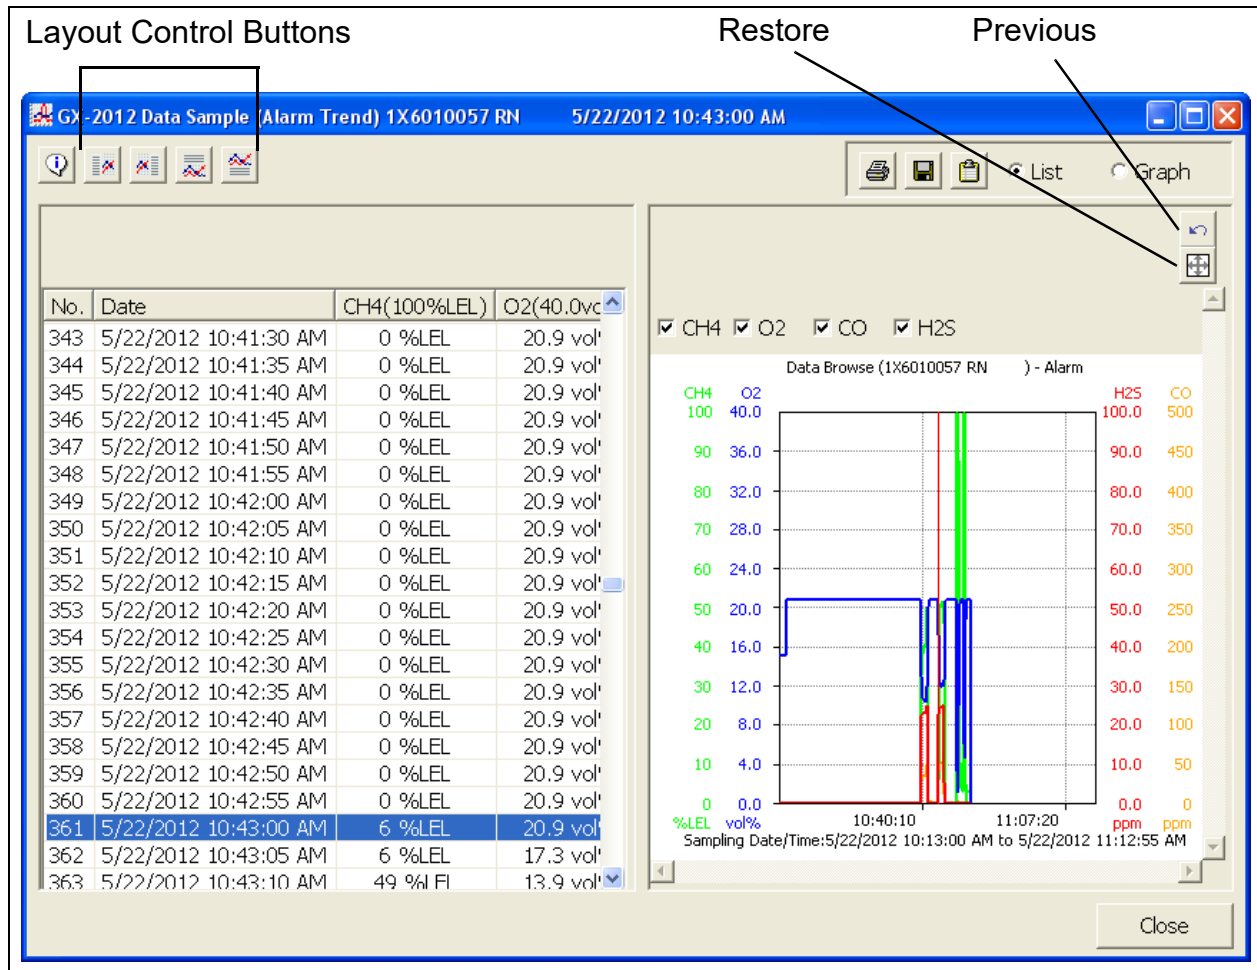 Layout Control Buttons
Restore
Previous
GX-2012 Data Sample (Alarm Trend) 1X6010057 RN 5/22/2012 10:43:00 AM
List
Graph
No. Date CH4(100%LEL) O2(40.0vc
343 5/22/2012 10:41:30 AM 0 %LEL 20.9 vol
344 5/22/2012 10:41:35 AM 0 %LEL 20.9 vol
345 5/22/2012 10:41:40 AM 0 %LEL 20.9 vol
346 5/22/2012 10:41:45 AM 0 %LEL 20.9 vol
347 5/22/2012 10:41:50 AM 0 %LEL 20.9 vol
348 5/22/2012 10:41:55 AM 0 %LEL 20.9 vol
349 5/22/2012 10:42:00 AM 0 %LEL 20.9 vol
350 5/22/2012 10:42:05 AM 0 %LEL 20.9 vol
351 5/22/2012 10:42:10 AM 0 %LEL 20.9 vol
352 5/22/2012 10:42:15 AM 0 %LEL 20.9 vol
353 5/22/2012 10:42:20 AM 0 %LEL 20.9 vol
354 5/22/2012 10:42:25 AM 0 %LEL 20.9 vol
355 5/22/2012 10:42:30 AM 0 %LEL 20.9 vol
356 5/22/2012 10:42:35 AM 0 %LEL 20.9 vol
357 5/22/2012 10:42:40 AM 0 %LEL 20.9 vol
358 5/22/2012 10:42:45 AM 0 %LEL 20.9 vol
359 5/22/2012 10:42:50 AM 0 %LEL 20.9 vol
360 5/22/2012 10:42:55 AM 0 %LEL 20.9 vol
361 5/22/2012 10:43:00 AM 6 %LEL 20.9 vol
362 5/22/2012 10:43:05 AM 6 %LEL 17.3 vol
363 5/22/2012 10:43:10 AM 49 %LEL 13.9 vol
CH4 O2 CO H2S
Data Browse (1X6010057 RN ) - Alarm
CH4 O2 H2S CO
100 40.0 100.0 500
90 36.0 90.0 450
80 32.0 80.0 400
70 28.0 70.0 350
60 24.0 60.0 300
50 20.0 50.0 250
40 16.0 40.0 200
30 12.0 30.0 150
20 8.0 20.0 100
10 4.0 10.0 50
0 0.0 0.0 0
%LEL vol% 10:40:10 11:07:20 ppm ppm
Sampling Date/Time:5/22/2012 10:13:00 AM to 5/22/2012 11:12:55 AM
Close